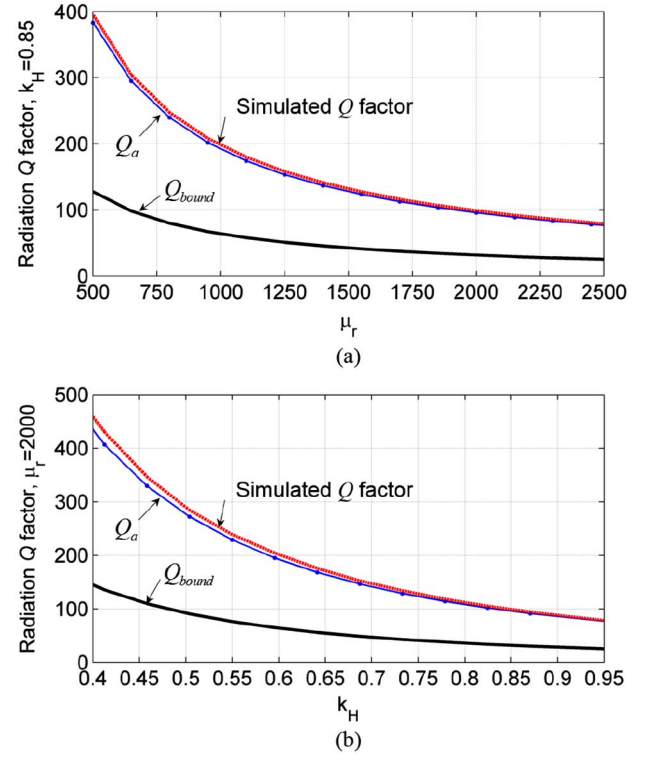 Radiation Q factor, k_H=0.85
400
300
200
100
0
Simulated Q factor
Q_a
Q_bound
500 750 1000 1250 1500 1750 2000 2250 2500
μ_r
(a)
Radiation Q factor, μ_r=2000
500
400
300
200
100
0
Simulated Q factor
Q_a
Q_bound
0.4 0.45 0.5 0.55 0.6 0.65 0.7 0.75 0.8 0.85 0.9 0.95
k_H
(b)